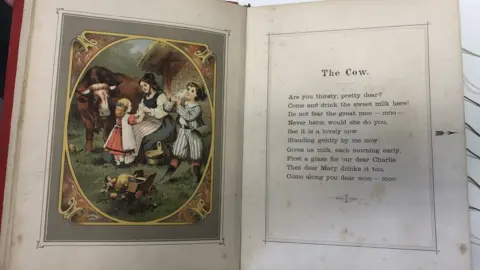 The Cow.
Are you thirsty, pretty dear?
Come and drink the sweet milk here!
Do not fear the great moo — moo —
Never harm would she do you,
See it is a lovely cow
Standing gently by me now
Gives us milk, each morning early,
First a glass for our dear Charlie
Then dear Mary drinks it too,
Come along you dear moo — moo